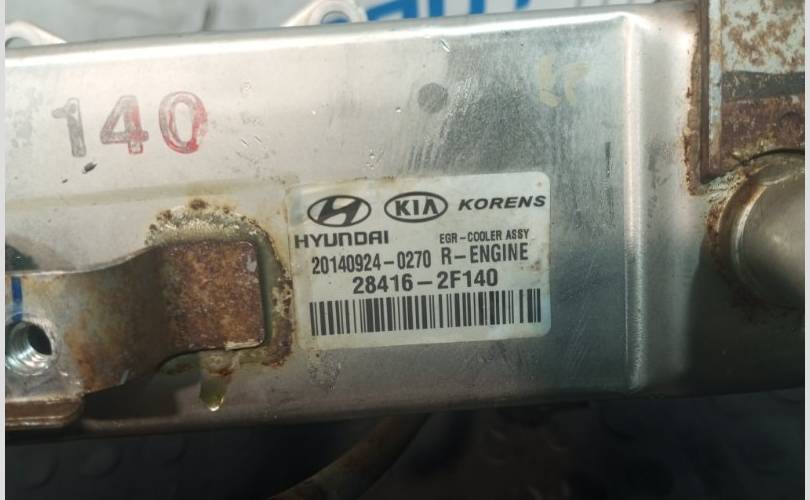 140
HYUNDAI KIA KORENS
EGR-COOLER ASSY
20140924-0270 R-ENGINE
28416-2F140